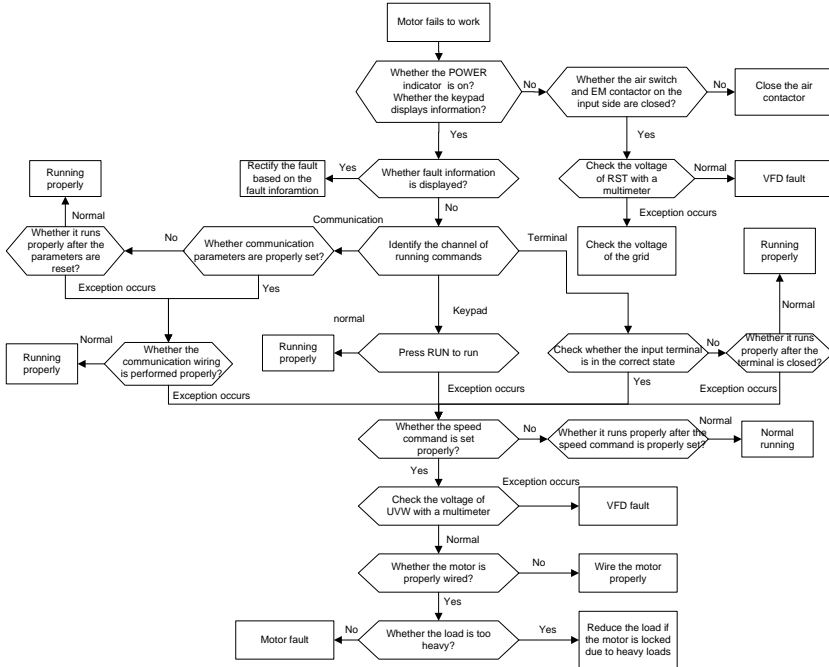 Motor fails to work
Whether the POWER
indicator is on?
Whether the keypad
displays information?
No
Whether the air switch
and EM contactor on the
input side are closed?
No
Close the air
contactor
Yes
Yes
Rectify the fault
based on the
fault inforamtion
Yes
Whether fault information
is displayed?
Check the voltage
of RST with a
multimeter
Normal
VFD fault
Running
properly
Normal
No
Exception occurs
Communication
Whether it runs
properly after the
parameters are
reset?
No
Whether communication
parameters are properly set?
Identify the channel of
running commands
Terminal
Check the voltage
of the grid
Running
properly
Exception occurs
Yes
Keypad
Normal
Running
properly
Normal
Whether the
communication wiring
is performed properly?
normal
Running
properly
Press RUN to run
Check whether the input terminal
is in the correct state
No
Whether it runs
properly after the
terminal is closed?
Exception occurs
Exception occurs
Yes
Exception occurs
Whether the speed
command is set
properly?
No
Whether it runs properly after the
speed command is properly set?
Normal
Normal
running
Yes
Check the voltage of
UVW with a multimeter
Exception occurs
VFD fault
Normal
Whether the motor is
properly wired?
No
Wire the motor
properly
Yes
Motor fault
No
Whether the load is too
heavy?
Yes
Reduce the load if
the motor is locked
due to heavy loads